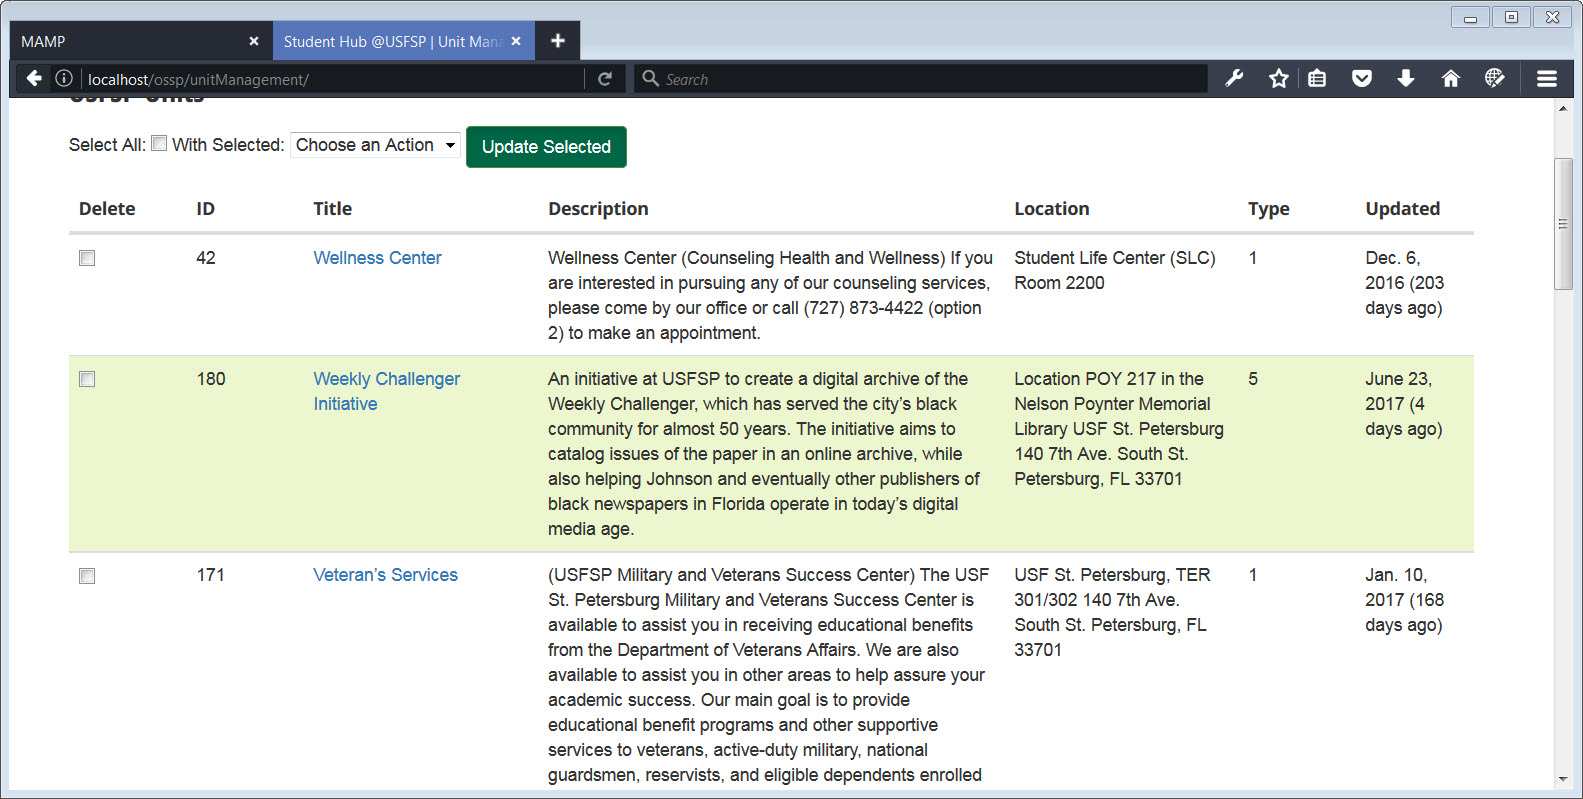 MAMP
Student Hub @USFSP | Unit Mana
localhost/ossp/unitManagement/
Search
USFSP Units
Select All: With Selected: Choose an Action Update Selected
Delete ID Title Description Location Type Updated
42 Wellness Center Wellness Center (Counseling Health and Wellness) If you Student Life Center (SLC) 1 Dec. 6,
are interested in pursuing any of our counseling services, Room 2200 2016 (203
please come by our office or call (727) 873-4422 (option days ago)
2) to make an appointment.
180 Weekly Challenger An initiative at USFSP to create a digital archive of the Location POY 217 in the 5 June 23,
Initiative Weekly Challenger, which has served the city’s black Nelson Poynter Memorial 2017 (4
community for almost 50 years. The initiative aims to Library USF St. Petersburg days ago)
catalog issues of the paper in an online archive, while 140 7th Ave. South St.
also helping Johnson and eventually other publishers of Petersburg, FL 33701
black newspapers in Florida operate in today’s digital
media age.
171 Veteran’s Services (USFSP Military and Veterans Success Center) The USF USF St. Petersburg, TER 1 Jan. 10,
St. Petersburg Military and Veterans Success Center is 301/302 140 7th Ave. 2017 (168
available to assist you in receiving educational benefits South St. Petersburg, FL days ago)
from the Department of Veterans Affairs. We are also 33701
available to assist you in other areas to help assure your
academic success. Our main goal is to provide
educational benefit programs and other supportive
services to veterans, active-duty military, national
guardsmen, reservists, and eligible dependents enrolled